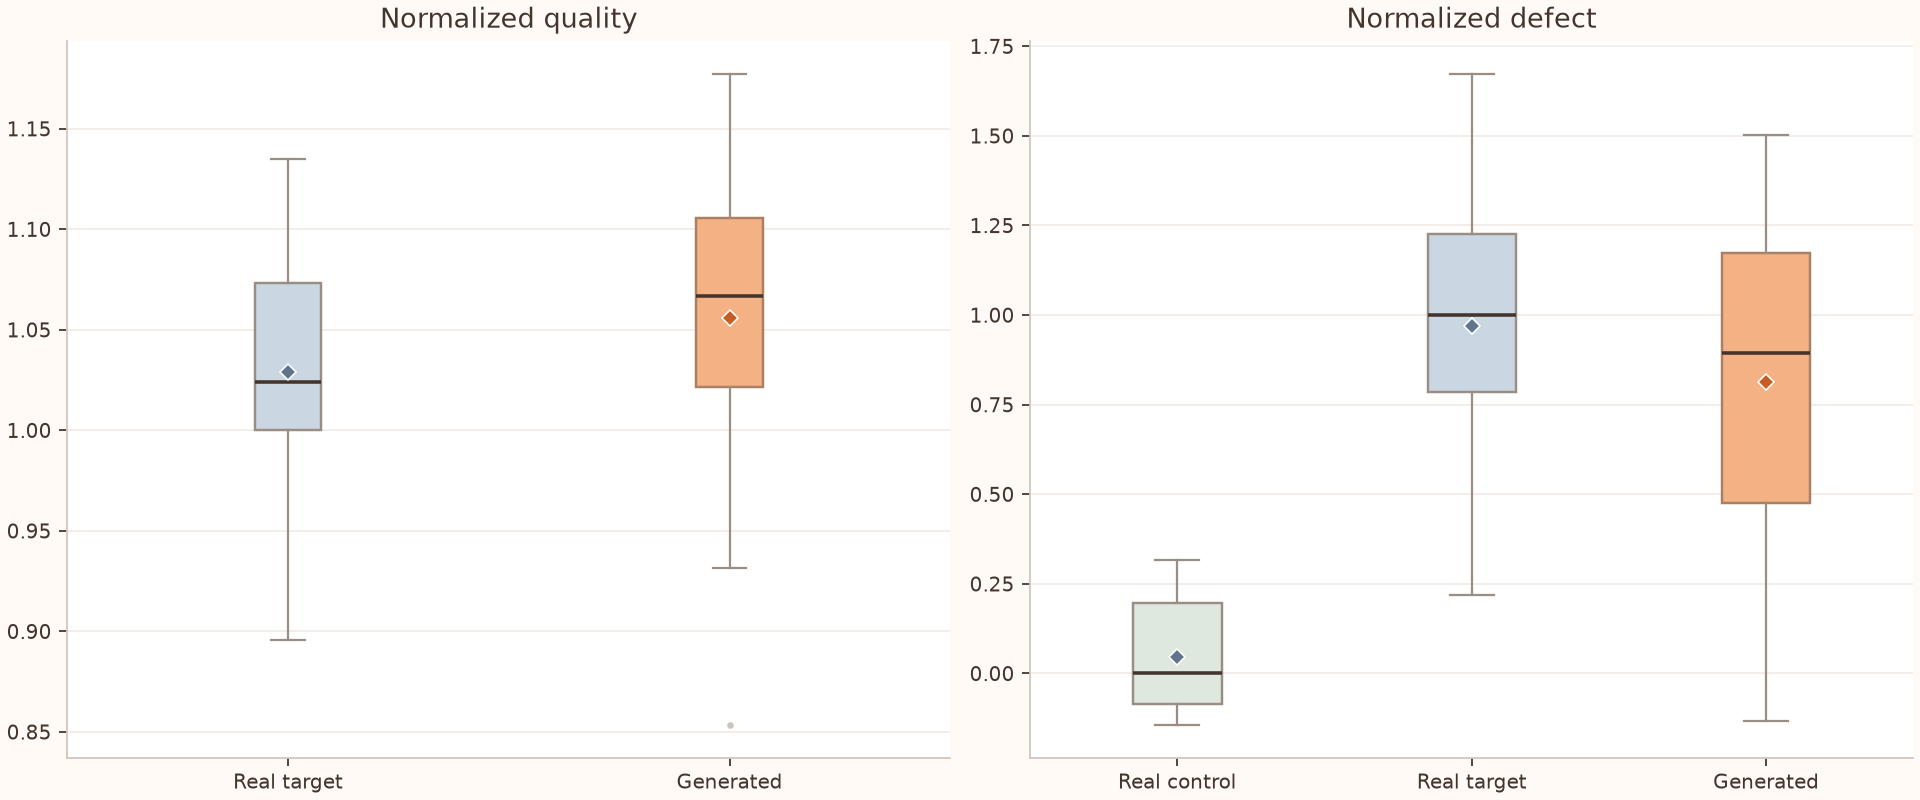 Normalized quality
1.15
1.10
1.05
1.00
0.95
0.90
0.85
Real target
Generated
Normalized defect
1.75
1.50
1.25
1.00
0.75
0.50
0.25
0.00
Real control
Real target
Generated